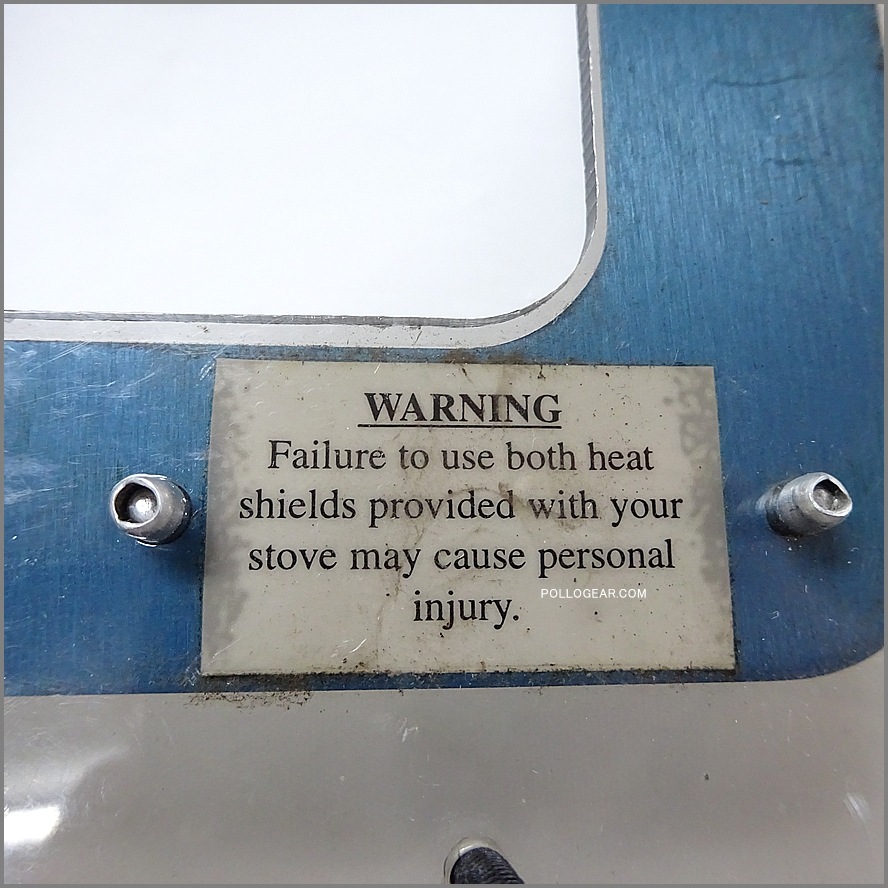 WARNING
Failure to use both heat
shields provided with your
stove may cause personal
injury.
POLLOGEAR.COM